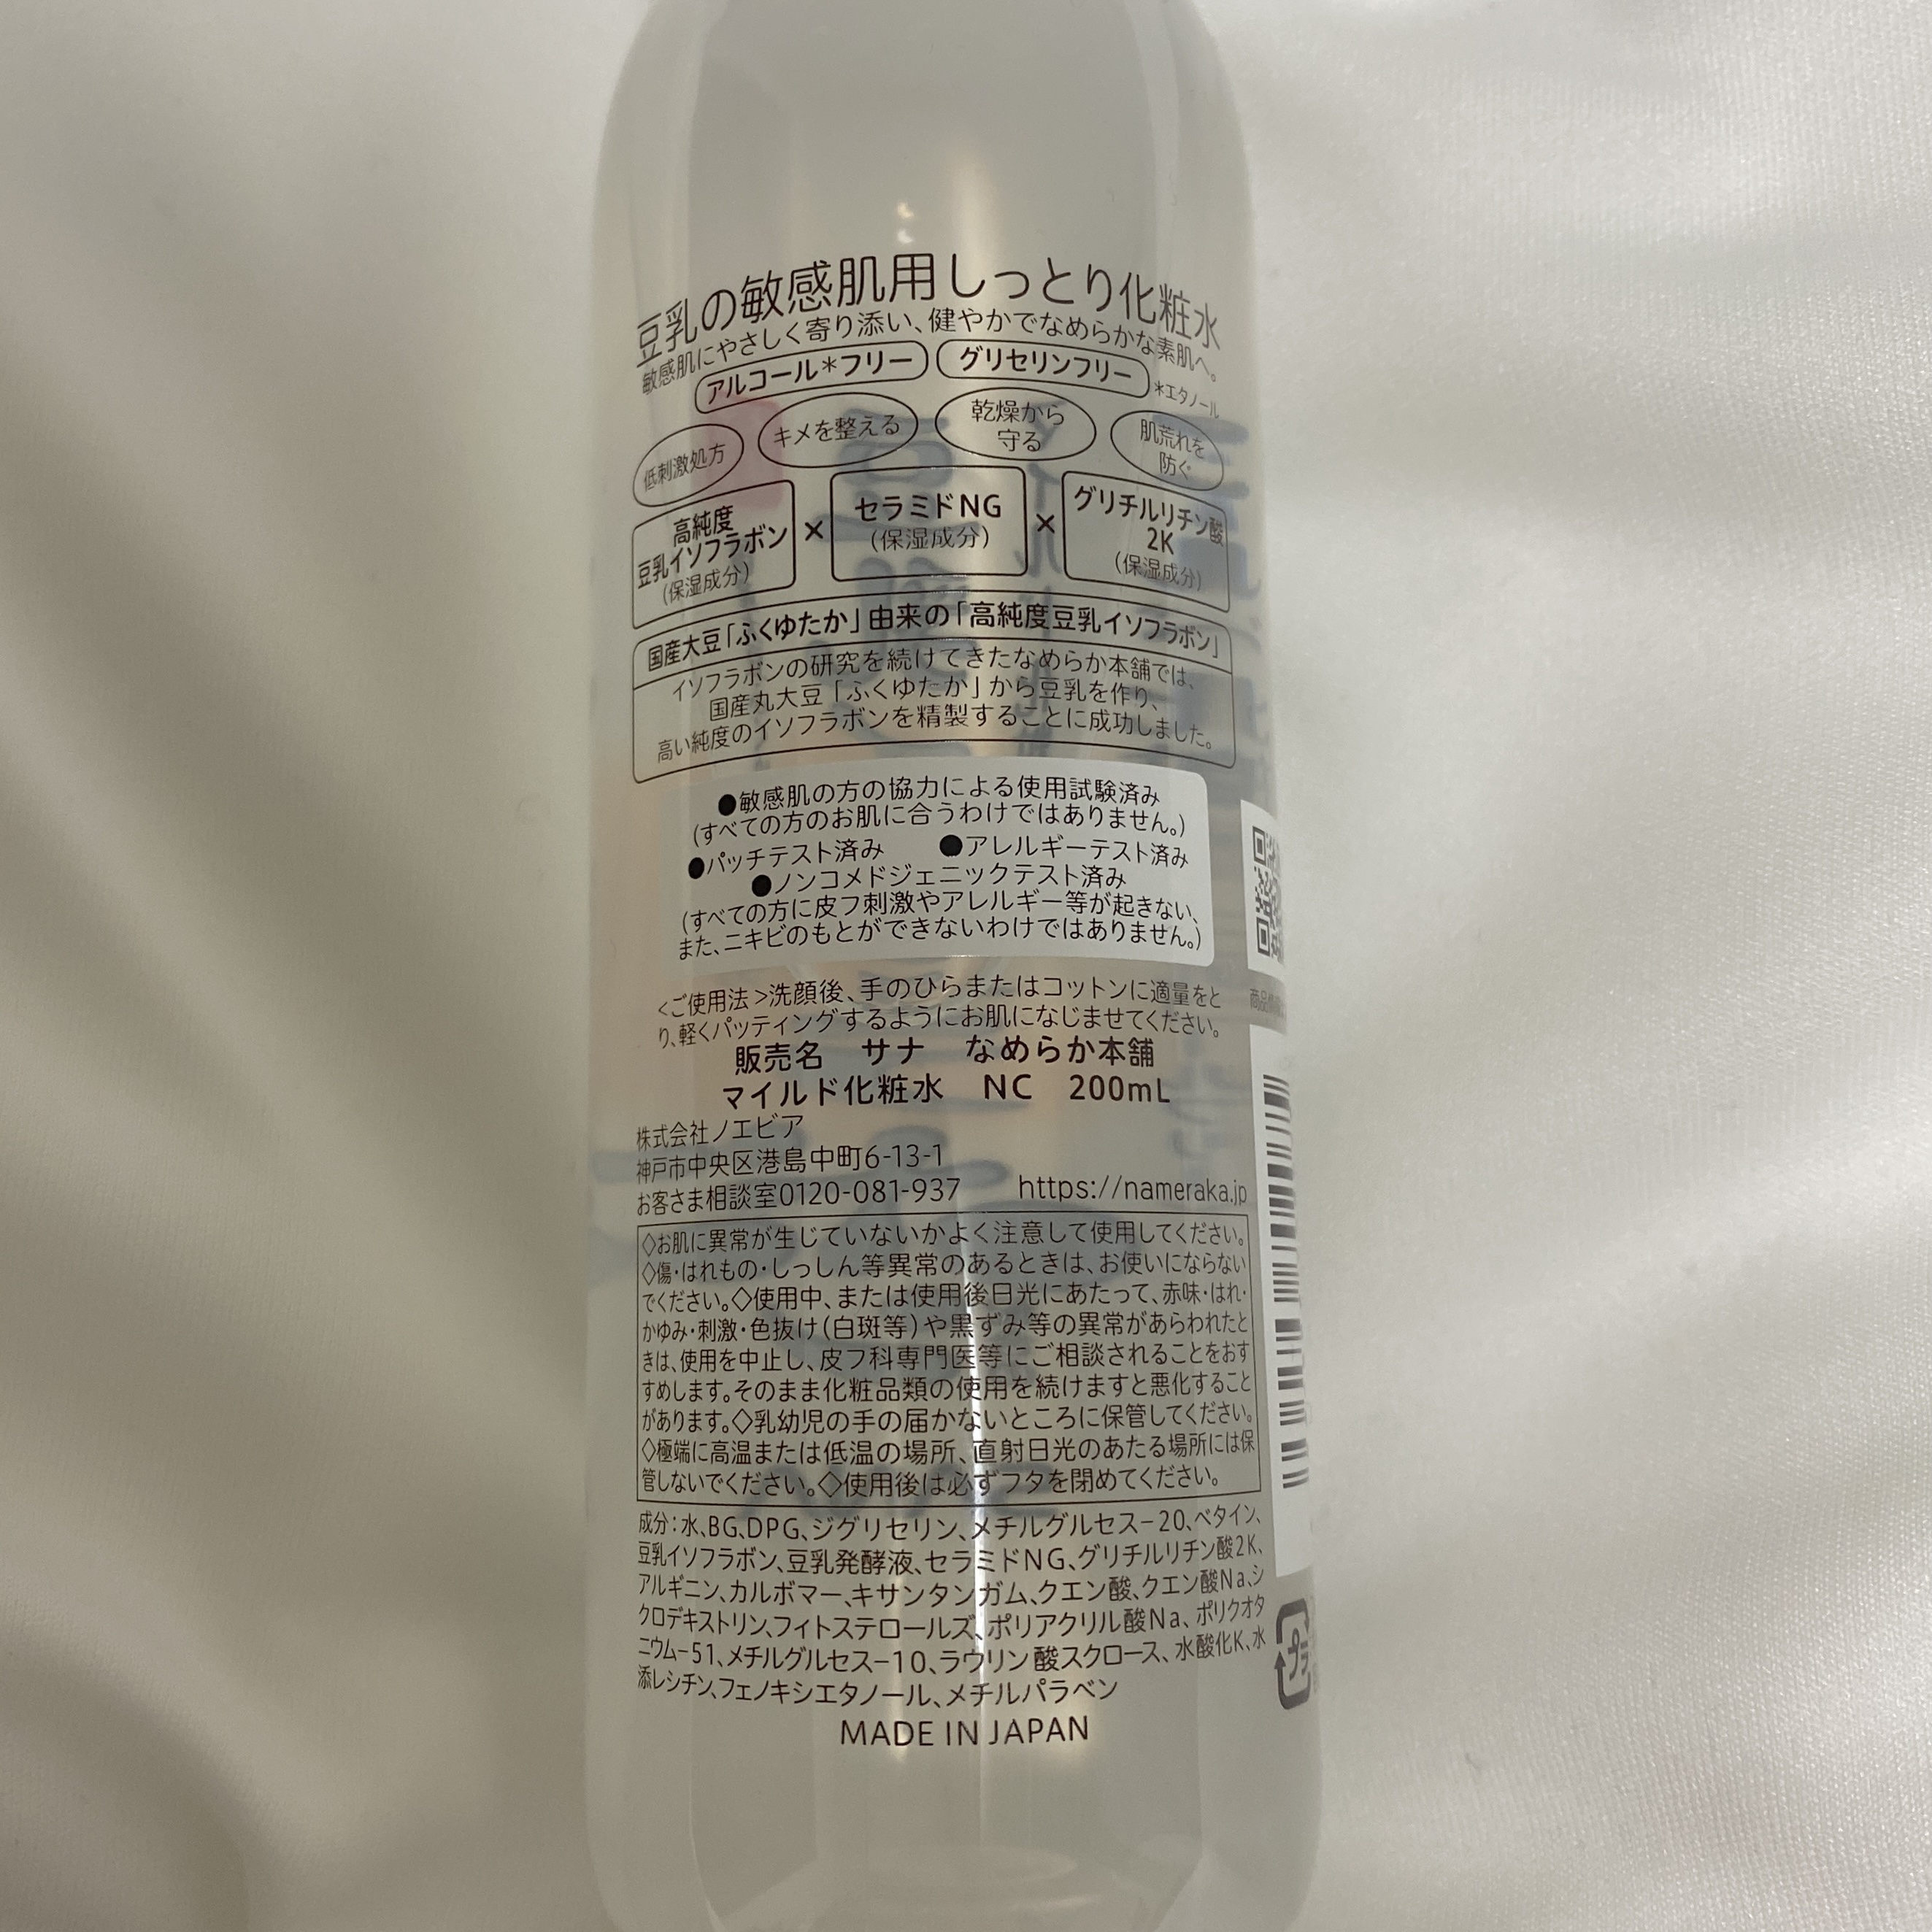 豆乳の敏感肌用しっとり化粧水
敏感肌にやさしく寄り添い、健やかでなめらかな素肌へ。
アルコール*フリー グリセリンフリー *エタノール
低刺激処方 キメを整える 乾燥から守る 肌荒れを防ぐ
高純度
豆乳イソフラボン
(保湿成分)
×
セラミドNG
(保湿成分)
×
グリチルリチン酸
2K
(保湿成分)
国産大豆「ふくゆたか」由来の「高純度豆乳イソフラボン」
イソフラボンの研究を続けてきたなめらか本舗では、
国産丸大豆「ふくゆたか」から豆乳を作り、
高い純度のイソフラボンを精製することに成功しました。
●敏感肌の方の協力による使用試験済み
(すべての方のお肌に合うわけではありません。)
●パッチテスト済み ●アレルギーテスト済み
●ノンコメドジェニックテスト済み
(すべての方に皮フ刺激やアレルギー等が起きない、
また、ニキビのもとができないわけではありません。)
<ご使用法>洗顔後、手のひらまたはコットンに適量をと
り、軽くパッティングするようにお肌になじませてください。
販売名 サナ なめらか本舗
マイルド化粧水 NC 200mL
株式会社ノエビア
神戸市中央区港島中町6-13-1
お客さま相談室0120-081-937 https://nameraka.jp
◇お肌に異常が生じていないかよく注意して使用してください。
◇傷・はれもの・しっしん等異常のあるときは、お使いにならない
でください。◇使用中、または使用後日光にあたって、赤味・はれ・
かゆみ・刺激・色抜け(白斑等)や黒ずみ等の異常があらわれたと
きは、使用を中止し、皮フ科専門医等にご相談されることをおす
すめします。そのまま化粧品類の使用を続けますと悪化すること
があります。◇乳幼児の手の届かないところに保管してください。
◇極端に高温または低温の場所、直射日光のあたる場所には保
管しないでください。◇使用後は必ずフタを閉めてください。
成分:水、BG、DPG、ジグリセリン、メチルグルセス-20、ベタイン、
豆乳イソフラボン、豆乳発酵液、セラミドNG、グリチルリチン酸2K、
アルギニン、カルボマー、キサンタンガム、クエン酸、クエン酸Na、シ
クロデキストリン、フィトステロールズ、ポリアクリル酸Na、ポリクオタ
ニウム-51、メチルグルセス-10、ラウリン酸スクロース、水酸化K、水
添レシチン、フェノキシエタノール、メチルパラベン
MADE IN JAPAN
プラ